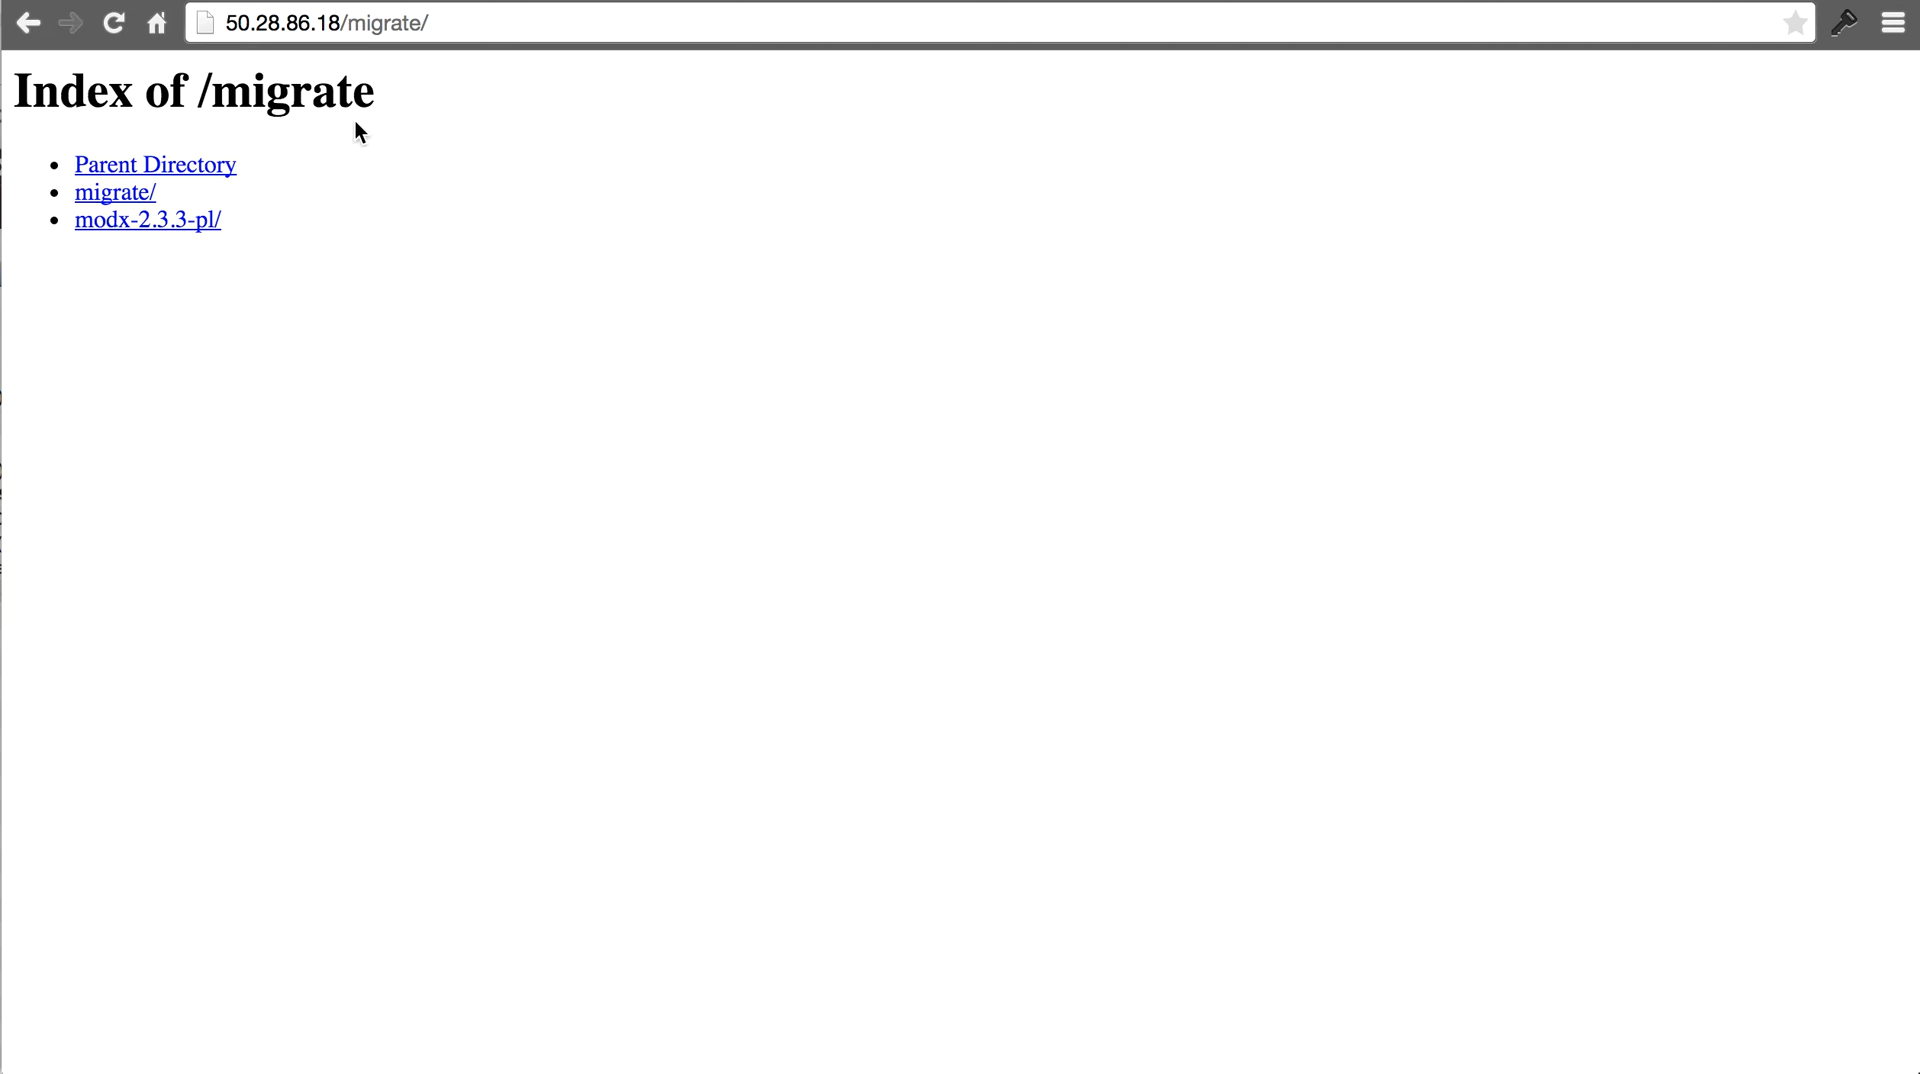 50.28.86.18/migrate/
Index of /migrate
Parent Directory
migrate/
modx-2.3.3-pl/